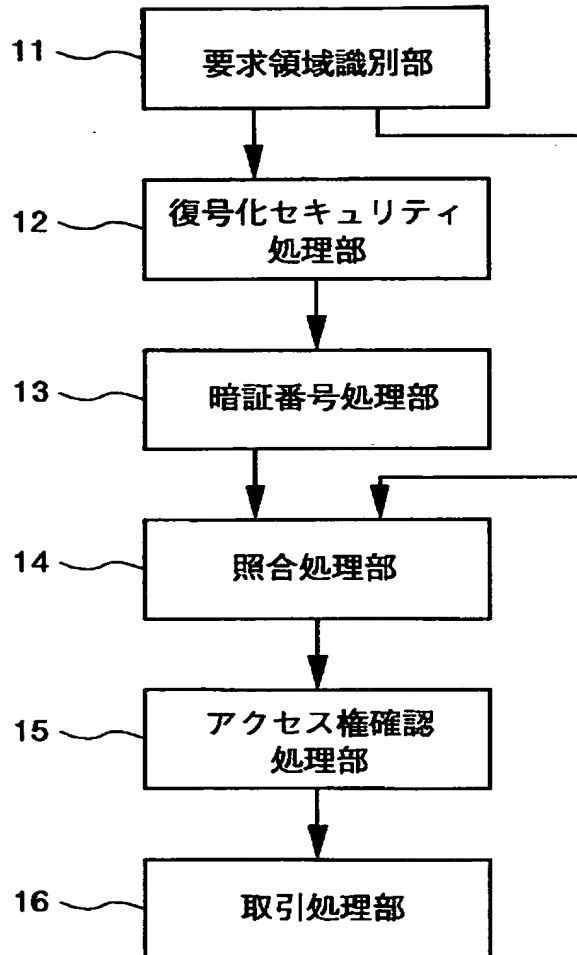 11
要求領域識別部
12
復号化セキュリティ
処理部
13
暗証番号処理部
14
照合処理部
15
アクセス権確認
処理部
16
取引処理部